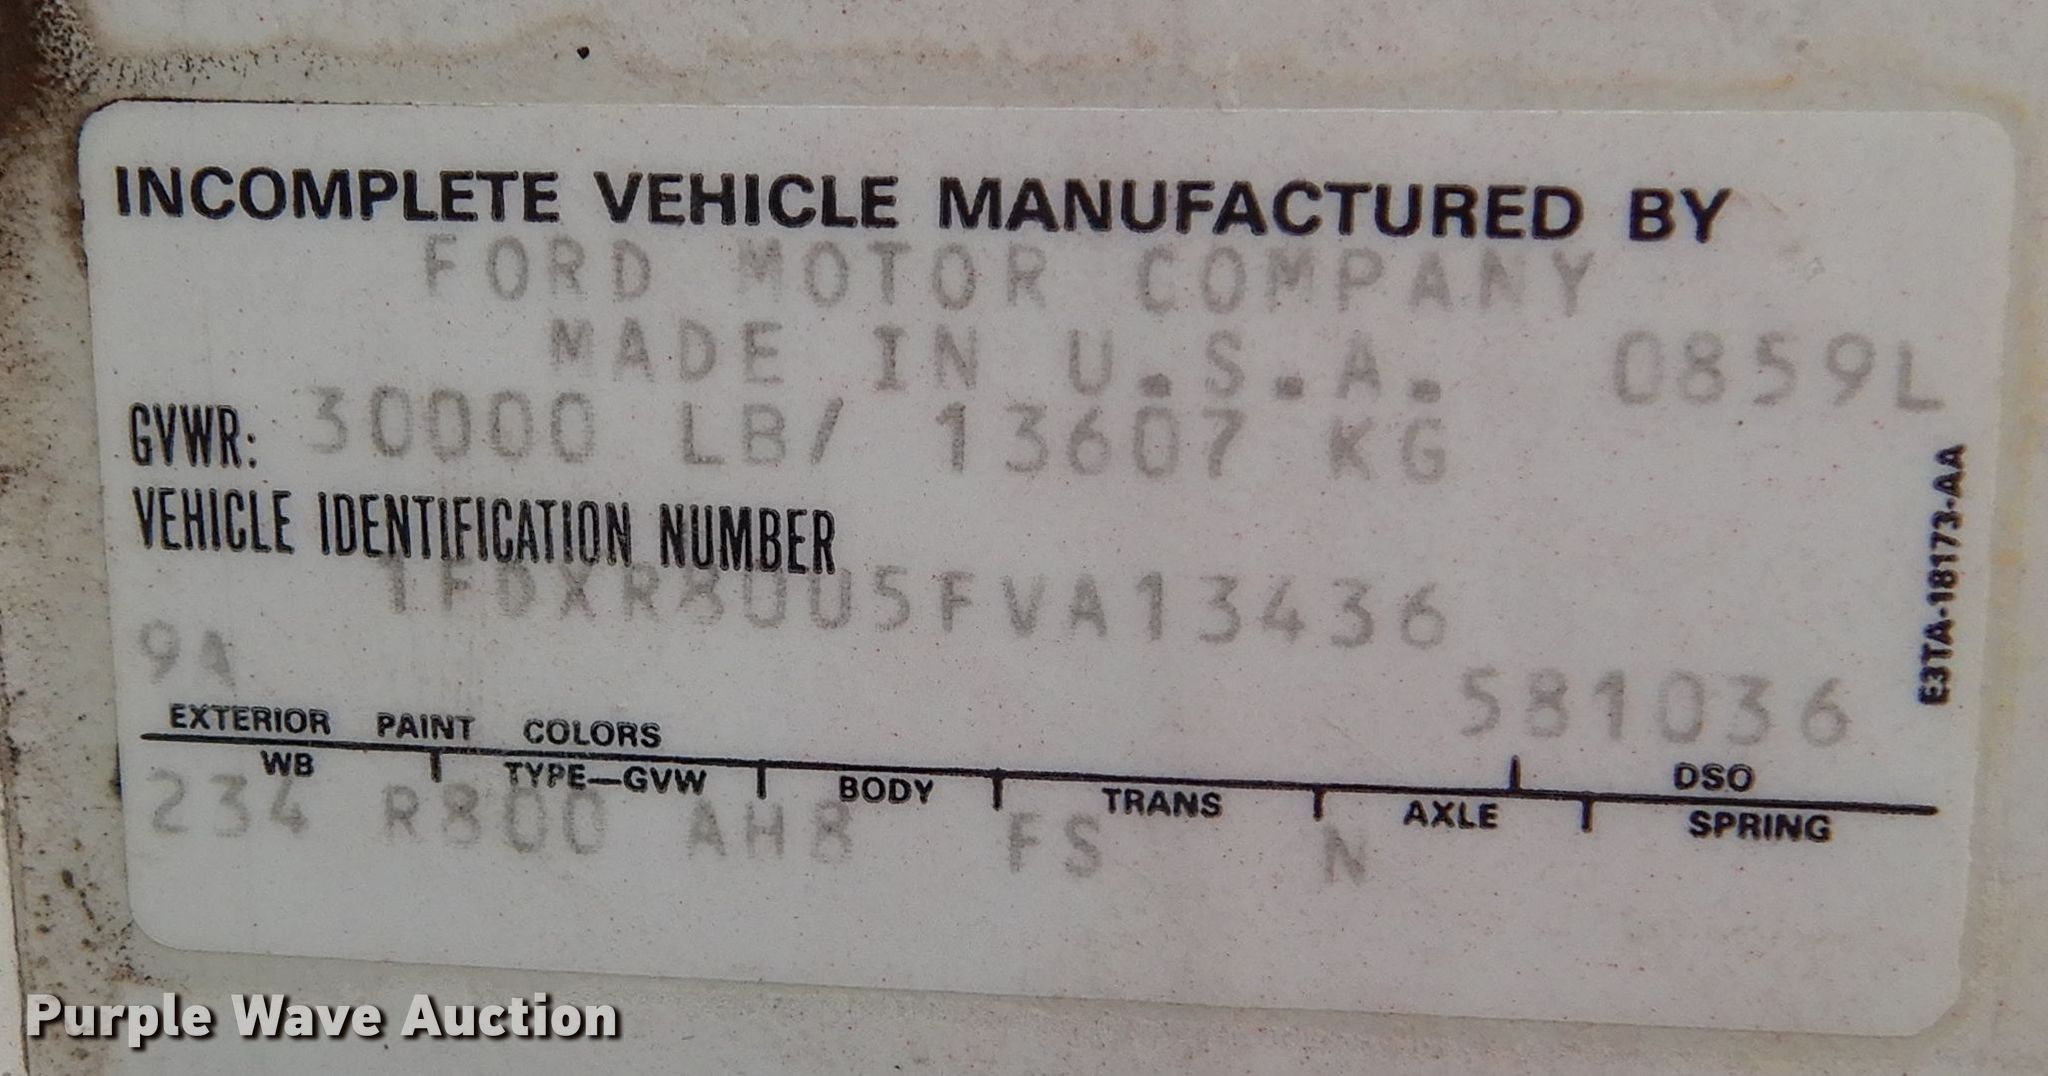 INCOMPLETE VEHICLE MANUFACTURED BY
FORD MOTOR COMPANY
MADE IN U.S.A. 0859L
GVWR: 30000 LB/ 13607 KG
VEHICLE IDENTIFICATION NUMBER
1FDXR80U5FVA13436
9A
581036
EXTERIOR PAINT COLORS
DSO
WB TYPE—GVW BODY TRANS AXLE SPRING
234 R800 AH8 FS N
E3TA-18173-AA
Purple Wave Auction